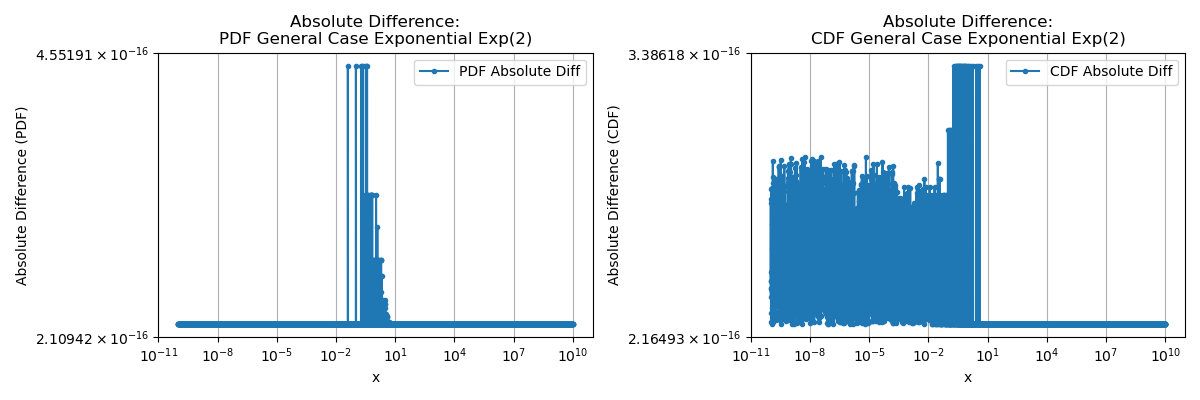 Absolute Difference:
PDF General Case Exponential Exp(2)
4.55191 × 10⁻¹⁶
2.10942 × 10⁻¹⁶
Absolute Difference (PDF)
PDF Absolute Diff
10⁻¹¹ 10⁻⁸ 10⁻⁵ 10⁻² 10¹ 10⁴ 10⁷ 10¹⁰
x
Absolute Difference:
CDF General Case Exponential Exp(2)
3.38618 × 10⁻¹⁶
2.16493 × 10⁻¹⁶
Absolute Difference (CDF)
CDF Absolute Diff
10⁻¹¹ 10⁻⁸ 10⁻⁵ 10⁻² 10¹ 10⁴ 10⁷ 10¹⁰
x